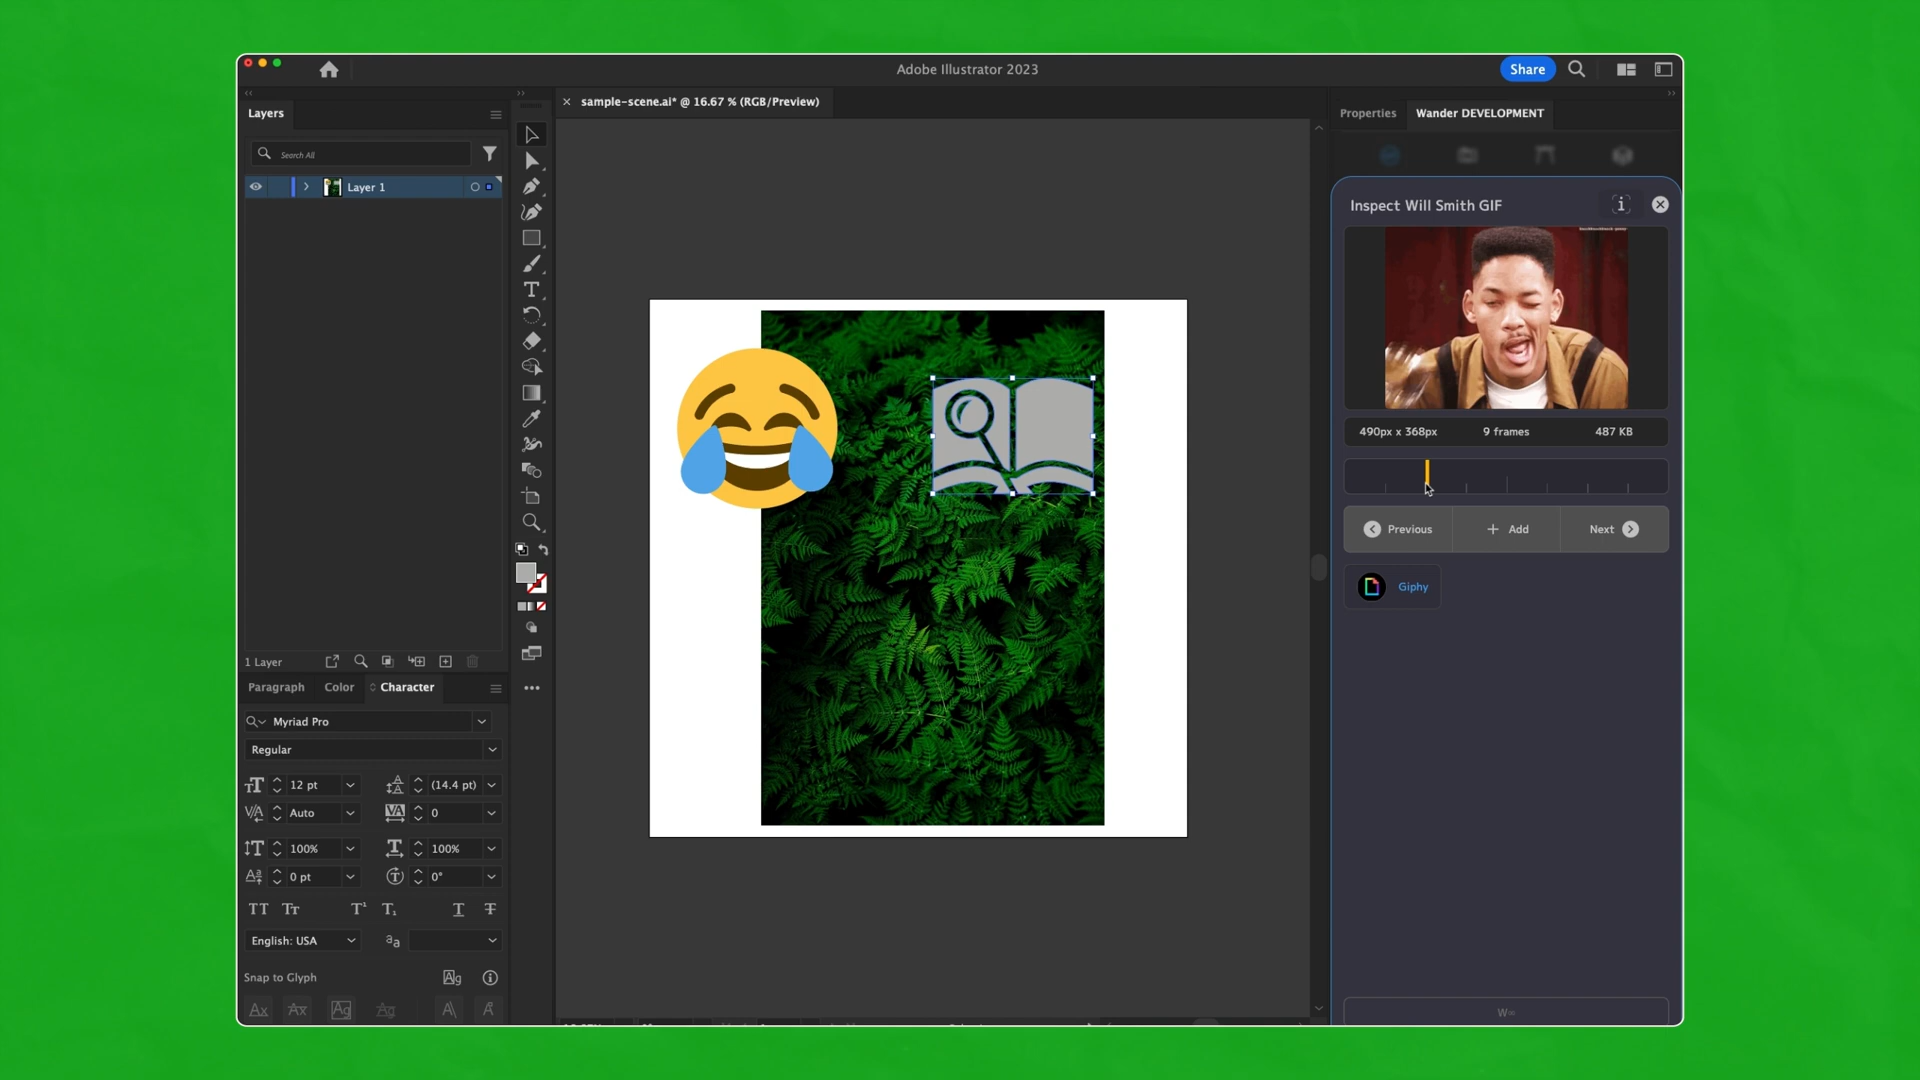 Adobe Illustrator 2023
Share
Layers
sample-scene.ai* @ 16.67 % (RGB/Preview)
Properties
Wander DEVELOPMENT
Search All
Layer 1
Inspect Will Smith GIF
490px x 368px
9 frames
487 KB
Previous
Add
Next
Giphy
1 Layer
Paragraph
Color
Character
Myriad Pro
Regular
12 pt
(14.4 pt)
Auto
0
100%
100%
0 pt
0°
English: USA
Snap to Glyph